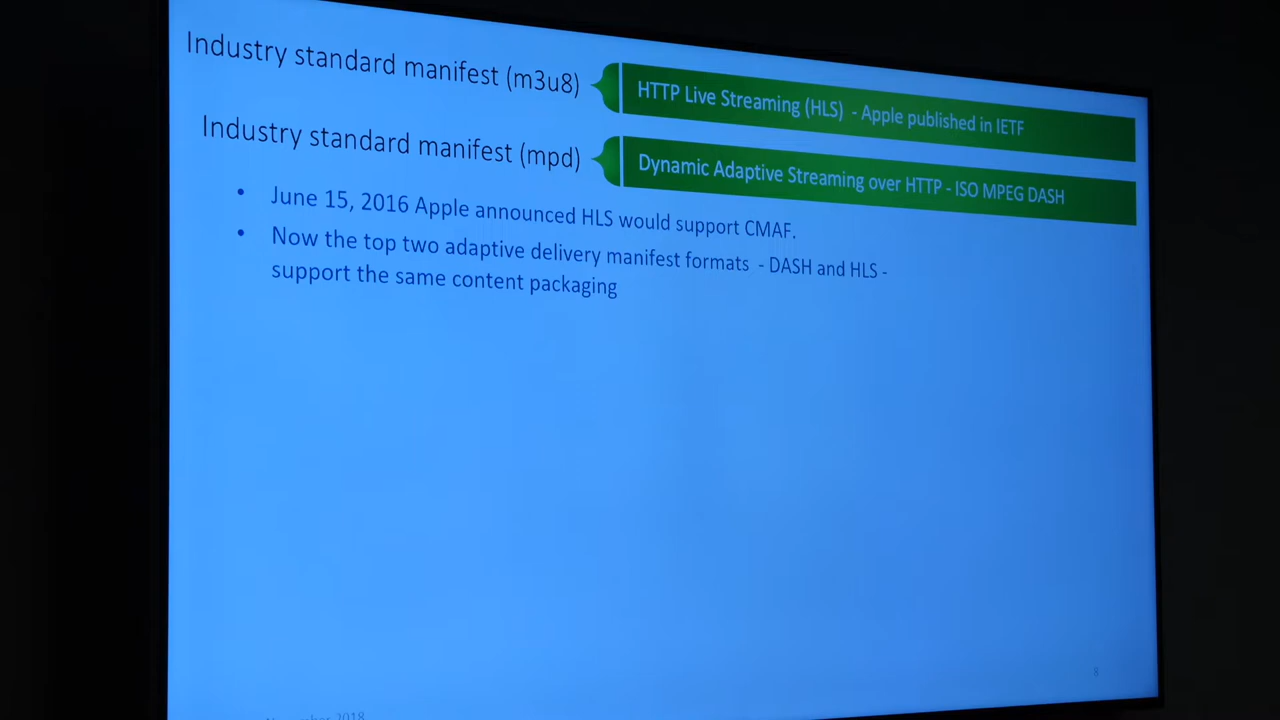 Industry standard manifest (m3u8)
HTTP Live Streaming (HLS) - Apple published in IETF
Industry standard manifest (mpd)
Dynamic Adaptive Streaming over HTTP - ISO MPEG DASH
• June 15, 2016 Apple announced HLS would support CMAF.
• Now the top two adaptive delivery manifest formats - DASH and HLS -
support the same content packaging
6
2018